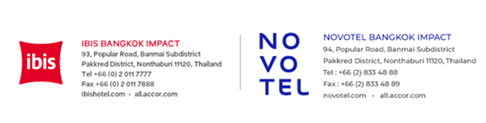 ibis
IBIS BANGKOK IMPACT
93, Popular Road, Banmai Subdistrict
Pakkred District, Nonthaburi 11120, Thailand
Tel +66 (0) 2 011 7777
Fax +66 (0) 2 011 7888
ibishotel.com - all.accor.com
NO
VO
TEL
NOVOTEL BANGKOK IMPACT
94, Popular Road, Banmai Subdistrict
Pakkred District, Nonthaburi 11120, Thailand
Tel : +66 (2) 833 48 88
Fax : +66 (2) 833 48 89
novotel.com - all.accor.com